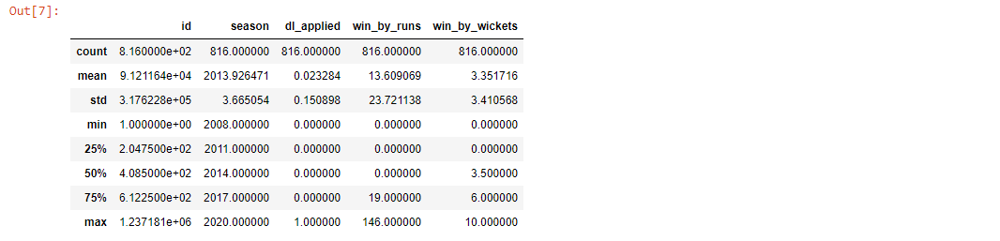 Out[7]:
id season dl_applied win_by_runs win_by_wickets
count 8.160000e+02 816.000000 816.000000 816.000000 816.000000
mean 9.121164e+04 2013.926471 0.023284 13.609069 3.351716
std 3.176228e+05 3.665054 0.150898 23.721138 3.410568
min 1.000000e+00 2008.000000 0.000000 0.000000 0.000000
25% 2.047500e+02 2011.000000 0.000000 0.000000 0.000000
50% 4.085000e+02 2014.000000 0.000000 0.000000 3.500000
75% 6.122500e+02 2017.000000 0.000000 19.000000 6.000000
max 1.237181e+06 2020.000000 1.000000 146.000000 10.000000